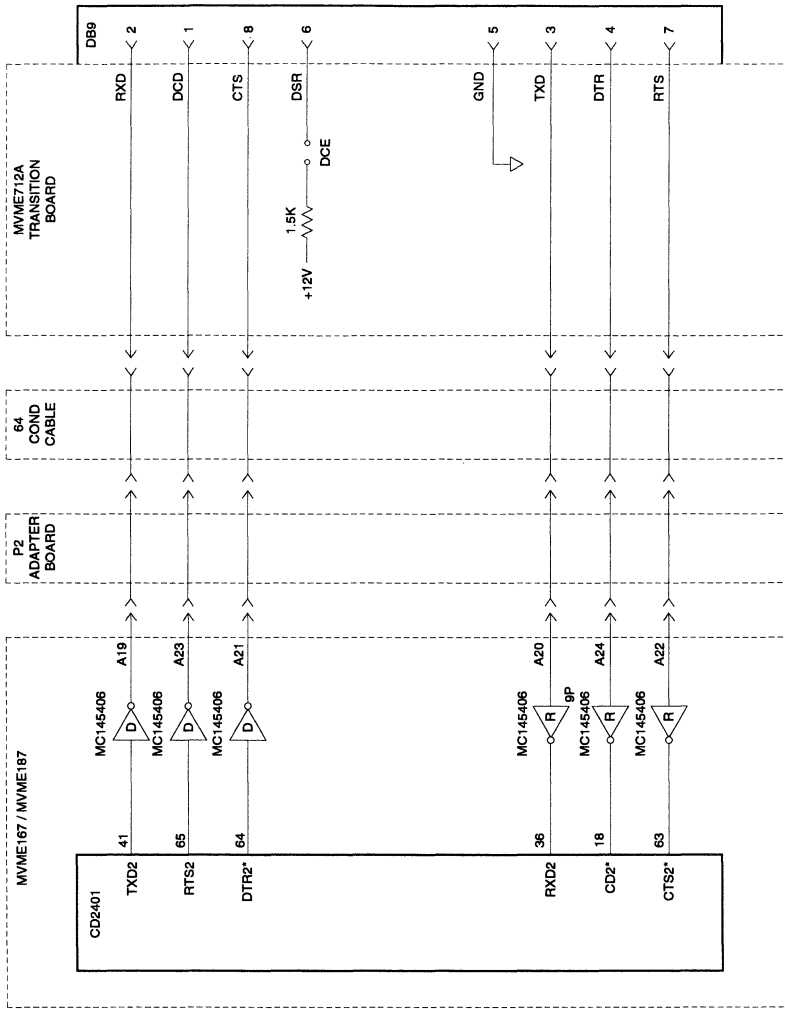 DB9
2
1
8
6
5
3
4
7
RXD
DCD
CTS
DSR
GND
TXD
DTR
RTS
MVME712A
TRANSITION
BOARD
DCE
1.5K
+12V
64
COND
CABLE
P2
ADAPTER
BOARD
MVME167 / MVME187
A19
A23
A21
A20
A24
A22
MC145406
D
MC145406
D
MC145406
D
MC145406
R
9P
MC145406
R
MC145406
R
41
65
64
36
18
63
TXD2
RTS2
DTR2*
RXD2
CD2*
CTS2*
CD2401